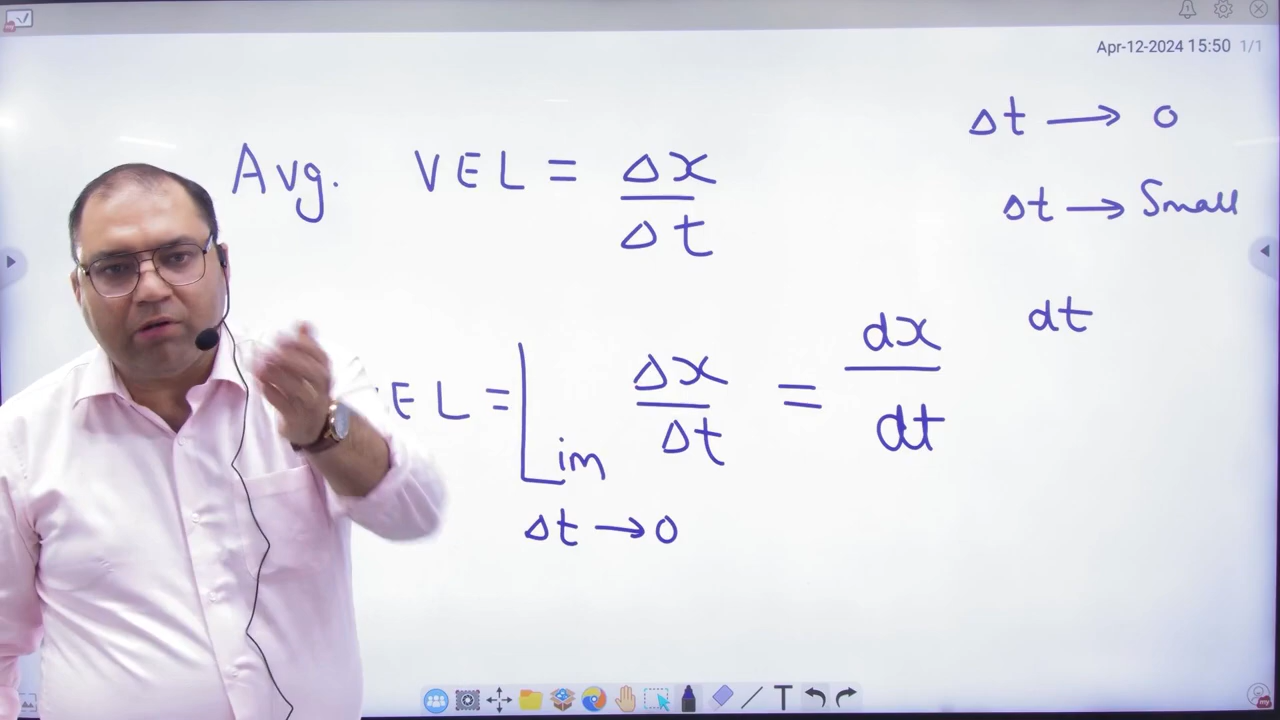 Apr-12-2024 15:50 1/1
Δt → 0
Avg. VEL = Δx / Δt
Δt → Small
dt
EL = Lim Δx / Δt = dx / dt
Δt → 0
T